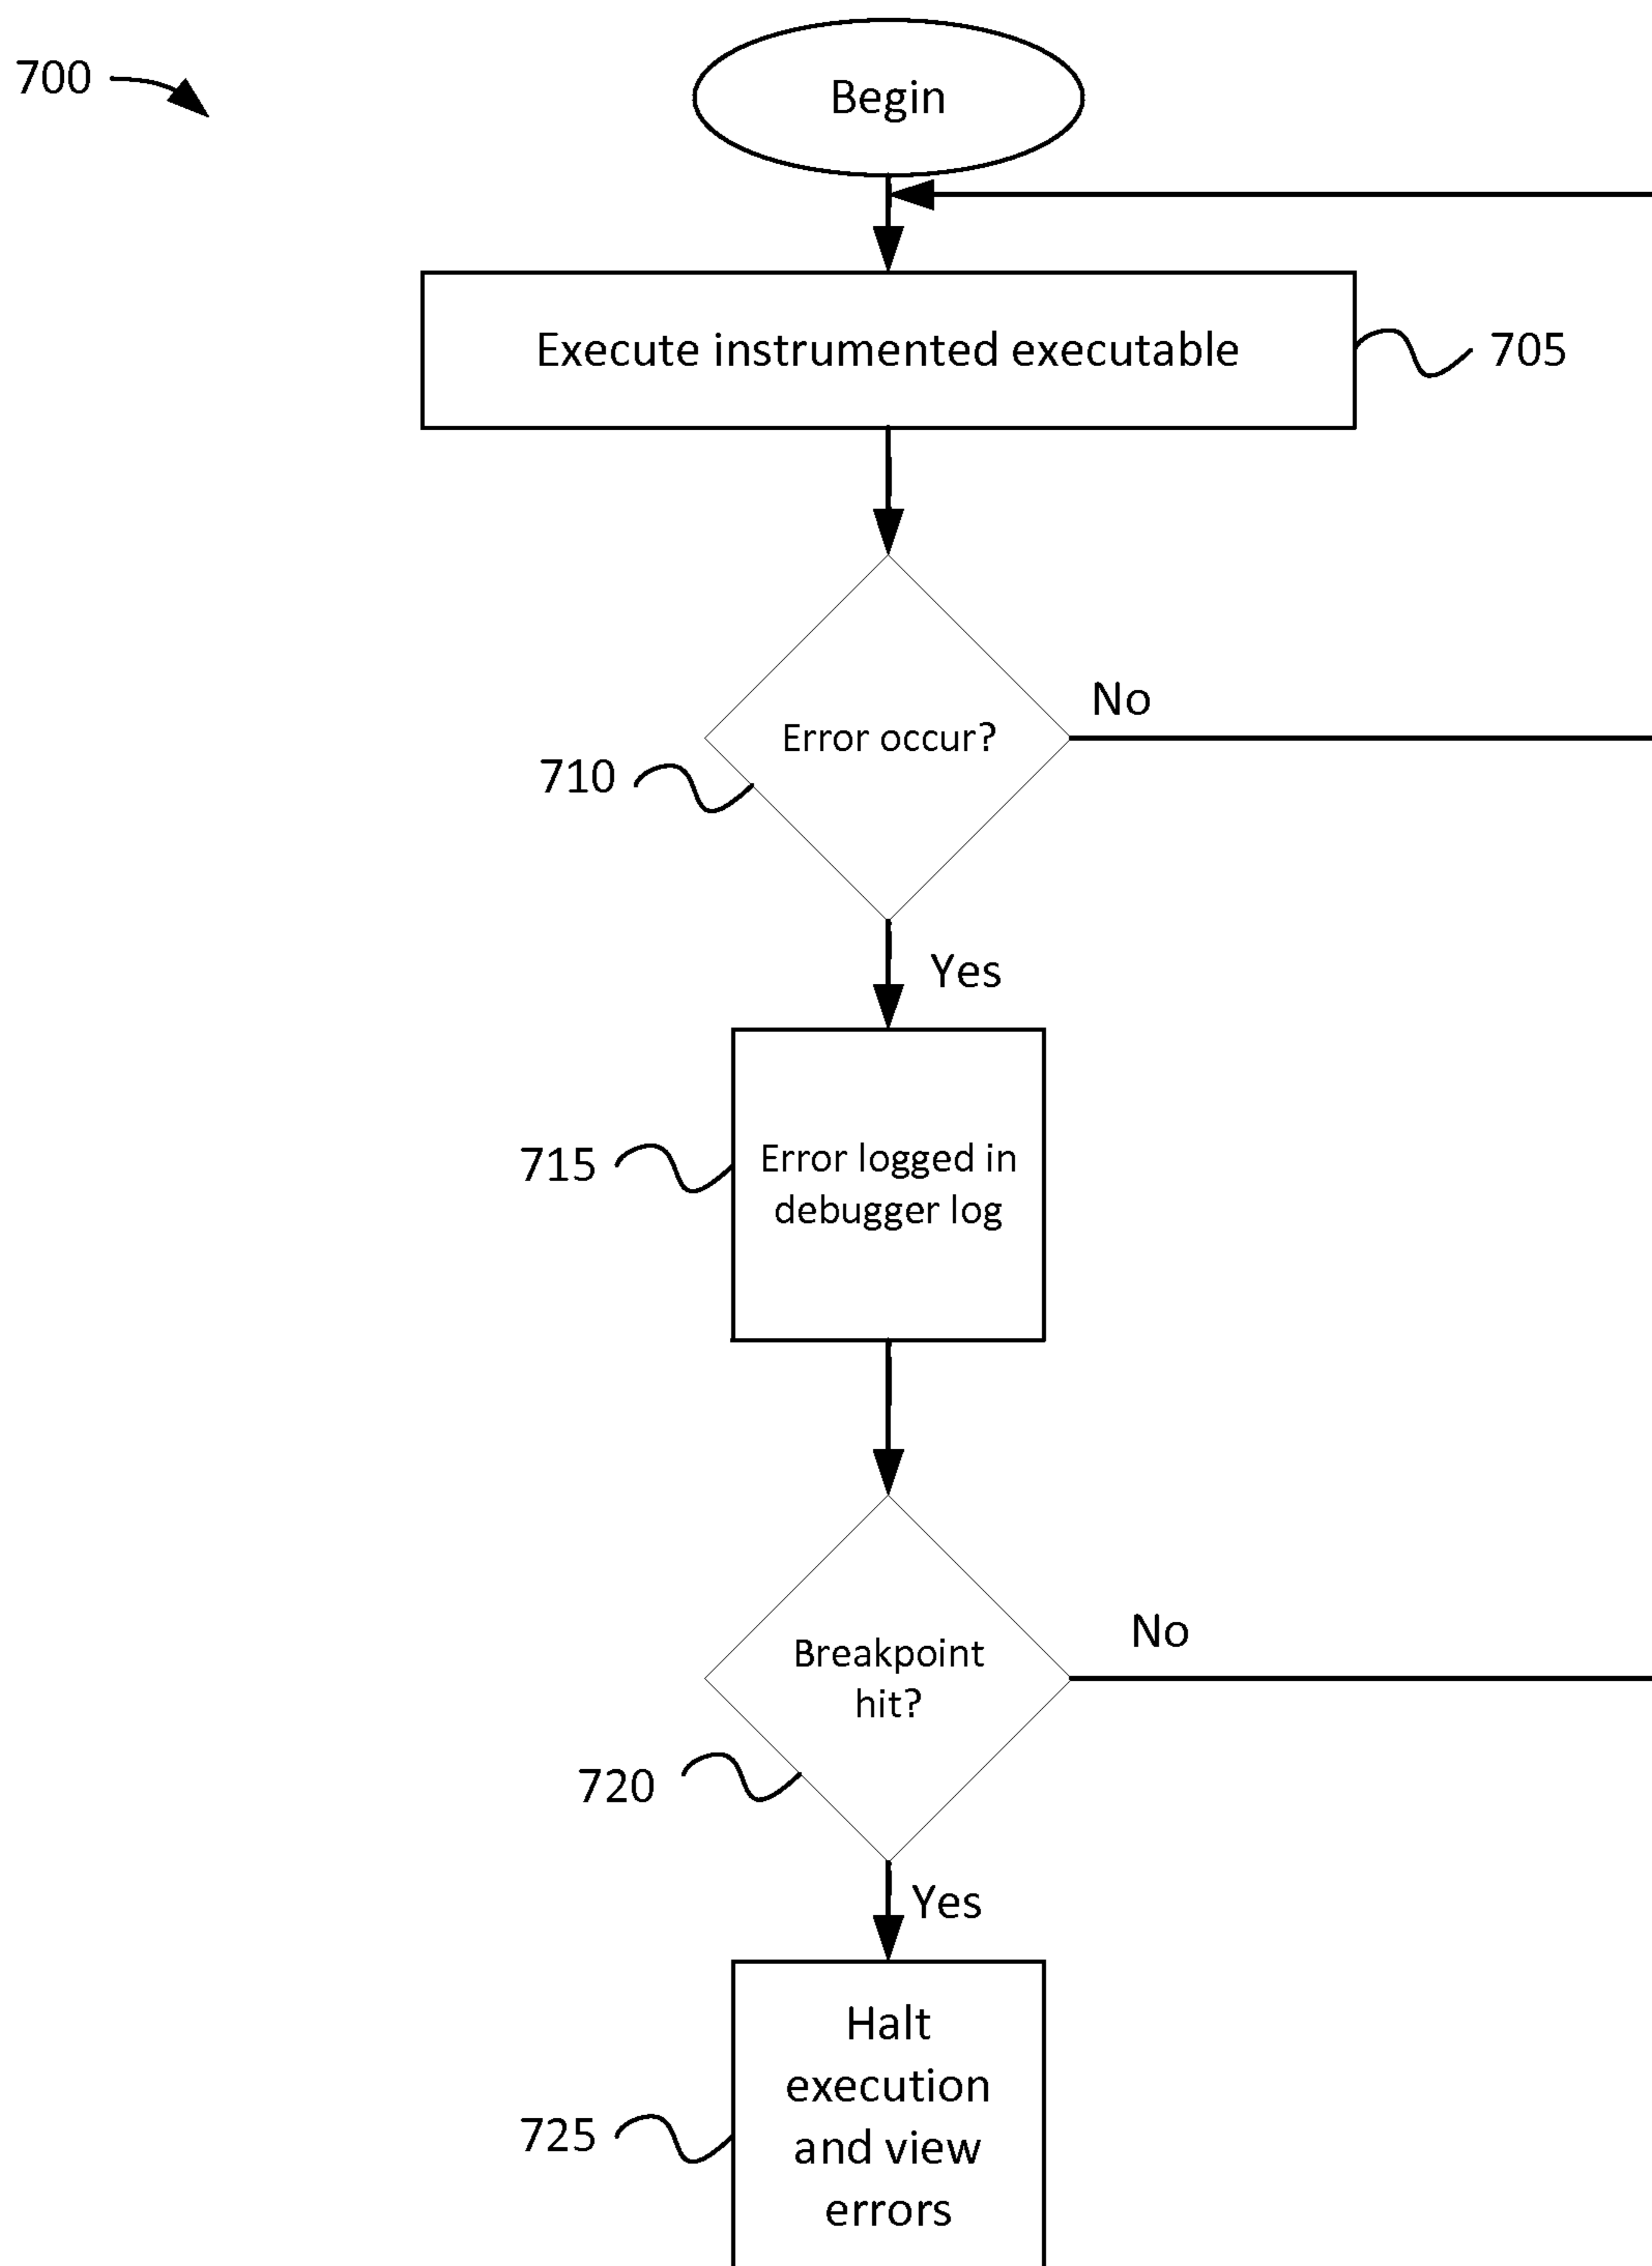 700
Begin
Execute instrumented executable
705
Error occur?
No
710
Yes
Error logged in
debugger log
715
Breakpoint
hit?
No
720
Yes
Halt
execution
and view
errors
725